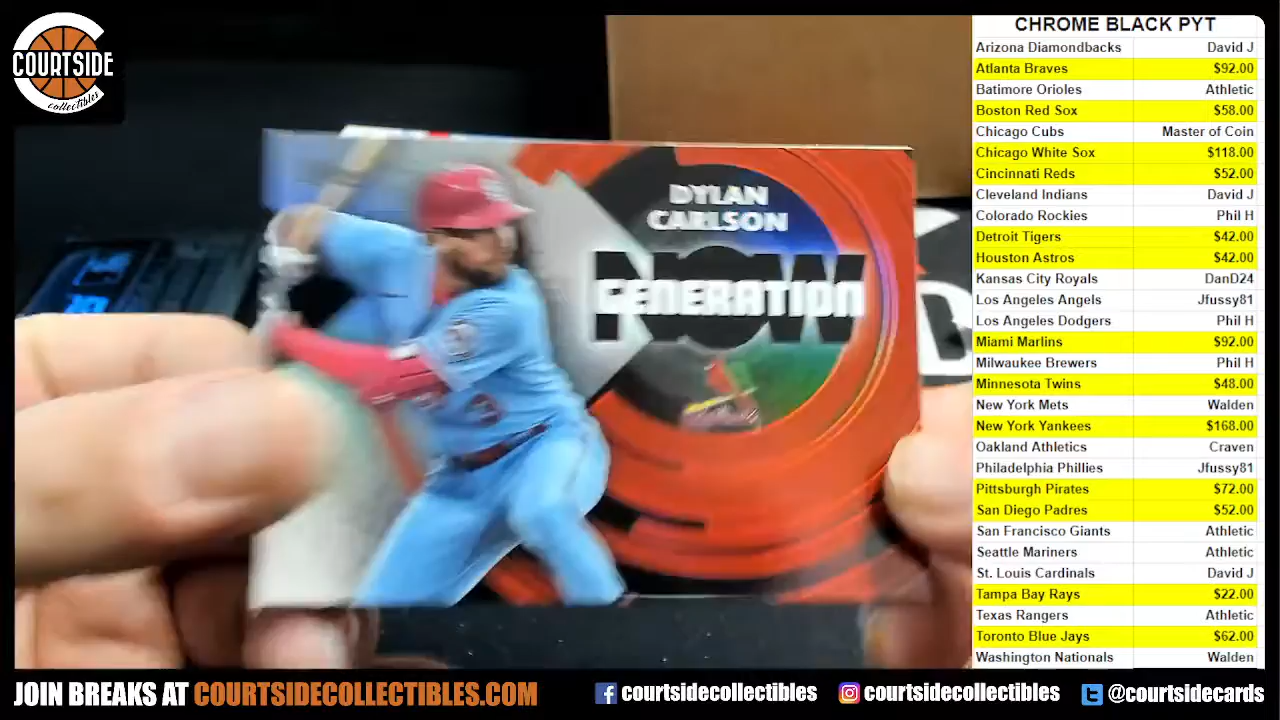 COURTSIDE
collectibles
DYLAN
CARLSON
NOW
GENERATION
CHROME BLACK PYT
Arizona Diamondbacks David J
Atlanta Braves $92.00
Batimore Orioles Athletic
Boston Red Sox $58.00
Chicago Cubs Master of Coin
Chicago White Sox $118.00
Cincinnati Reds $52.00
Cleveland Indians David J
Colorado Rockies Phil H
Detroit Tigers $42.00
Houston Astros $42.00
Kansas City Royals DanD24
Los Angeles Angels Jfussy81
Los Angeles Dodgers Phil H
Miami Marlins $92.00
Milwaukee Brewers Phil H
Minnesota Twins $48.00
New York Mets Walden
New York Yankees $168.00
Oakland Athletics Craven
Philadelphia Phillies Jfussy81
Pittsburgh Pirates $72.00
San Diego Padres $52.00
San Francisco Giants Athletic
Seattle Mariners Athletic
St. Louis Cardinals David J
Tampa Bay Rays $22.00
Texas Rangers Athletic
Toronto Blue Jays $62.00
Washington Nationals Walden
JOIN BREAKS AT COURTSIDECOLLECTIBLES.COM
courtsidecollectibles
courtsidecollectibles
@courtsidecards